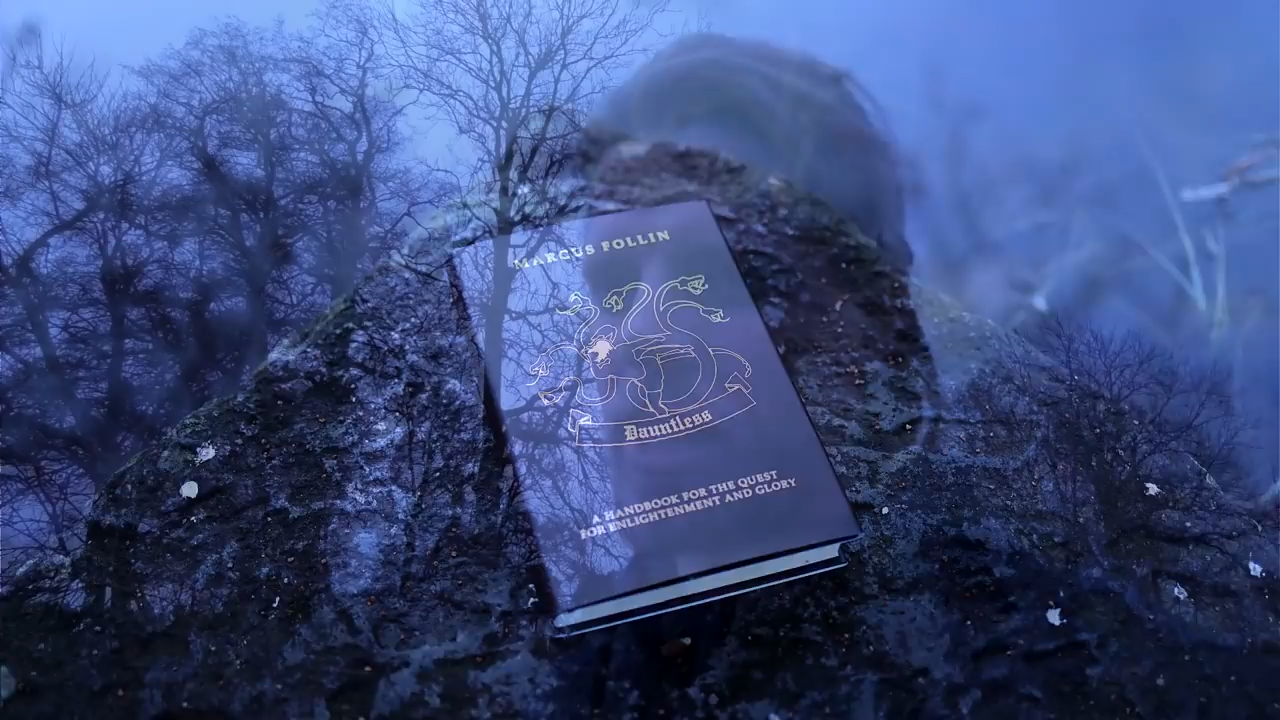 MARCUS FOLLIN
Dauntless
A HANDBOOK FOR THE QUEST
FOR ENLIGHTENMENT AND GLORY